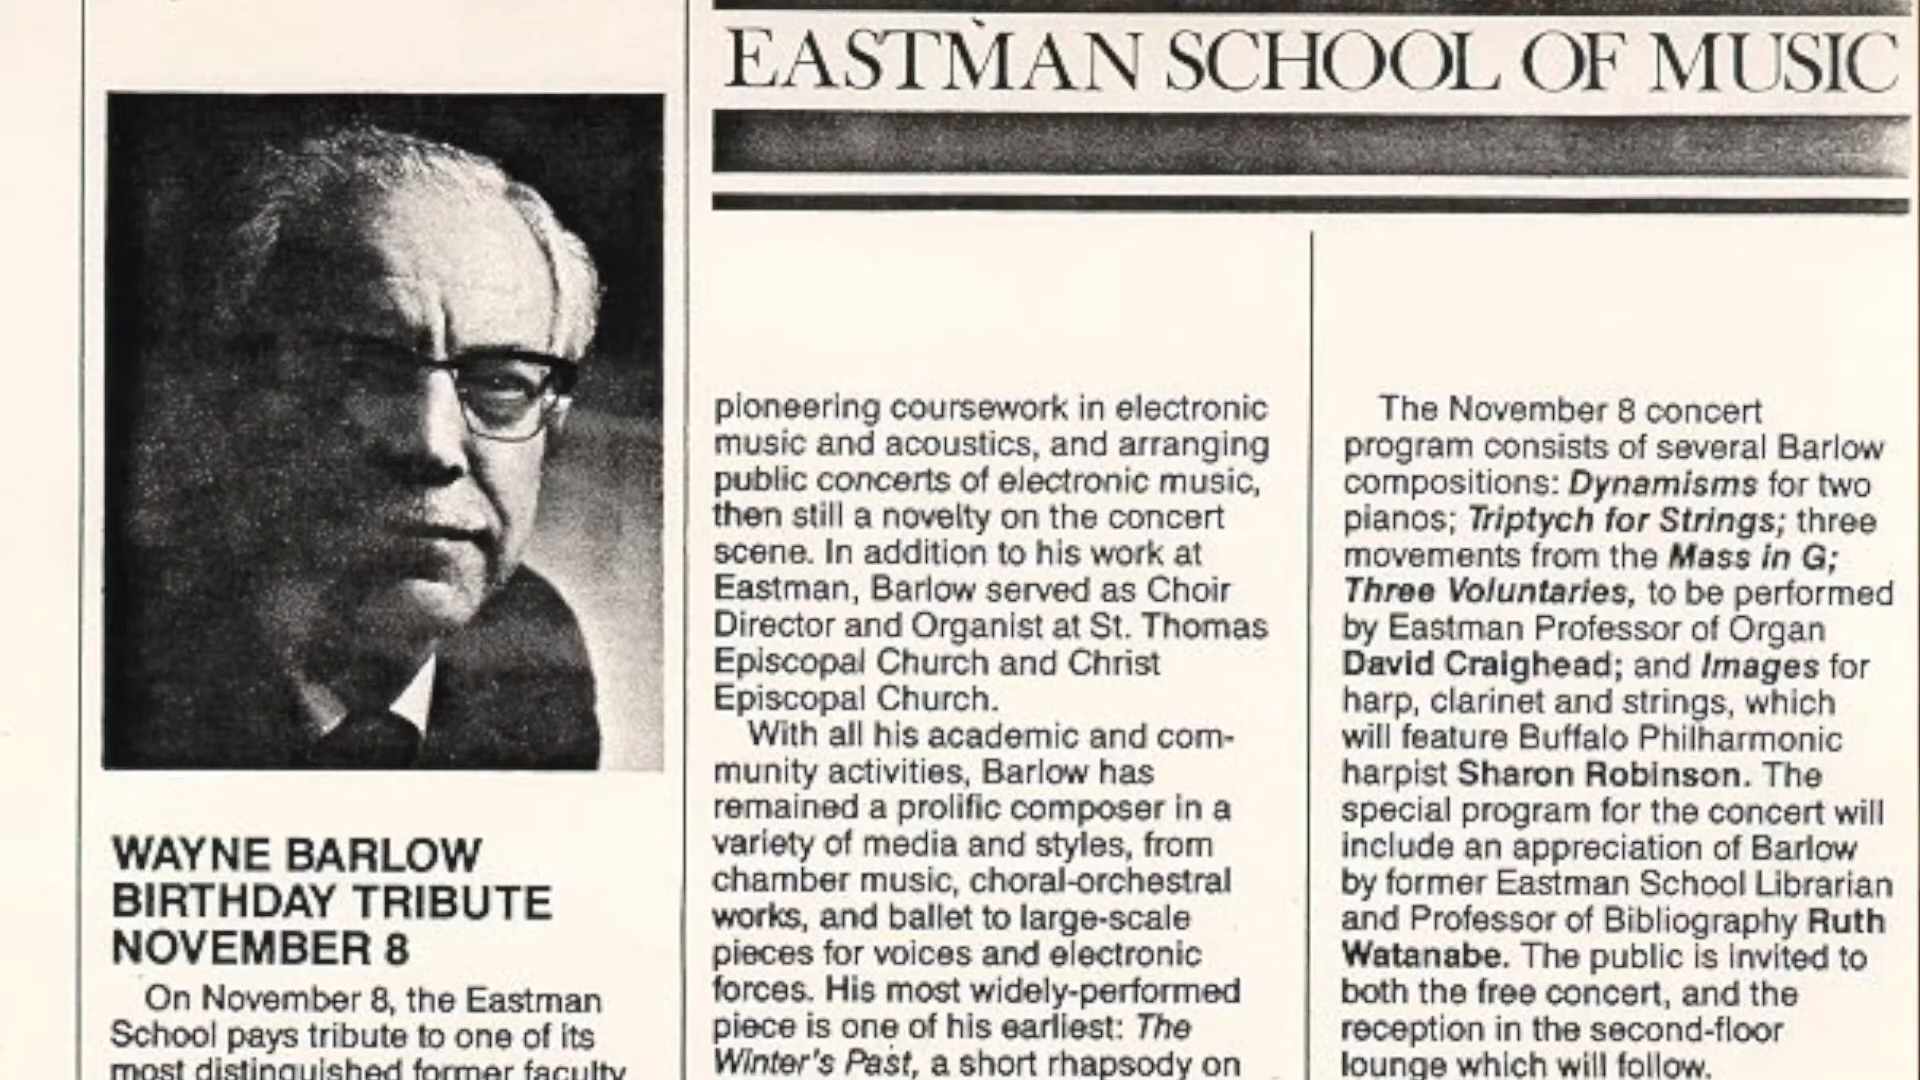 EASTMAN SCHOOL OF MUSIC
WAYNE BARLOW
BIRTHDAY TRIBUTE
NOVEMBER 8
On November 8, the Eastman
School pays tribute to one of its
most distinguished former faculty
pioneering coursework in electronic
music and acoustics, and arranging
public concerts of electronic music,
then still a novelty on the concert
scene. In addition to his work at
Eastman, Barlow served as Choir
Director and Organist at St. Thomas
Episcopal Church and Christ
Episcopal Church.
With all his academic and com-
munity activities, Barlow has
remained a prolific composer in a
variety of media and styles, from
chamber music, choral-orchestral
works, and ballet to large-scale
pieces for voices and electronic
forces. His most widely-performed
piece is one of his earliest: The
Winter's Past, a short rhapsody on
The November 8 concert
program consists of several Barlow
compositions: Dynamisms for two
pianos; Triptych for Strings; three
movements from the Mass in G;
Three Voluntaries, to be performed
by Eastman Professor of Organ
David Craighead; and Images for
harp, clarinet and strings, which
will feature Buffalo Philharmonic
harpist Sharon Robinson. The
special program for the concert will
include an appreciation of Barlow
by former Eastman School Librarian
and Professor of Bibliography Ruth
Watanabe. The public is invited to
both the free concert, and the
reception in the second-floor
lounge which will follow.